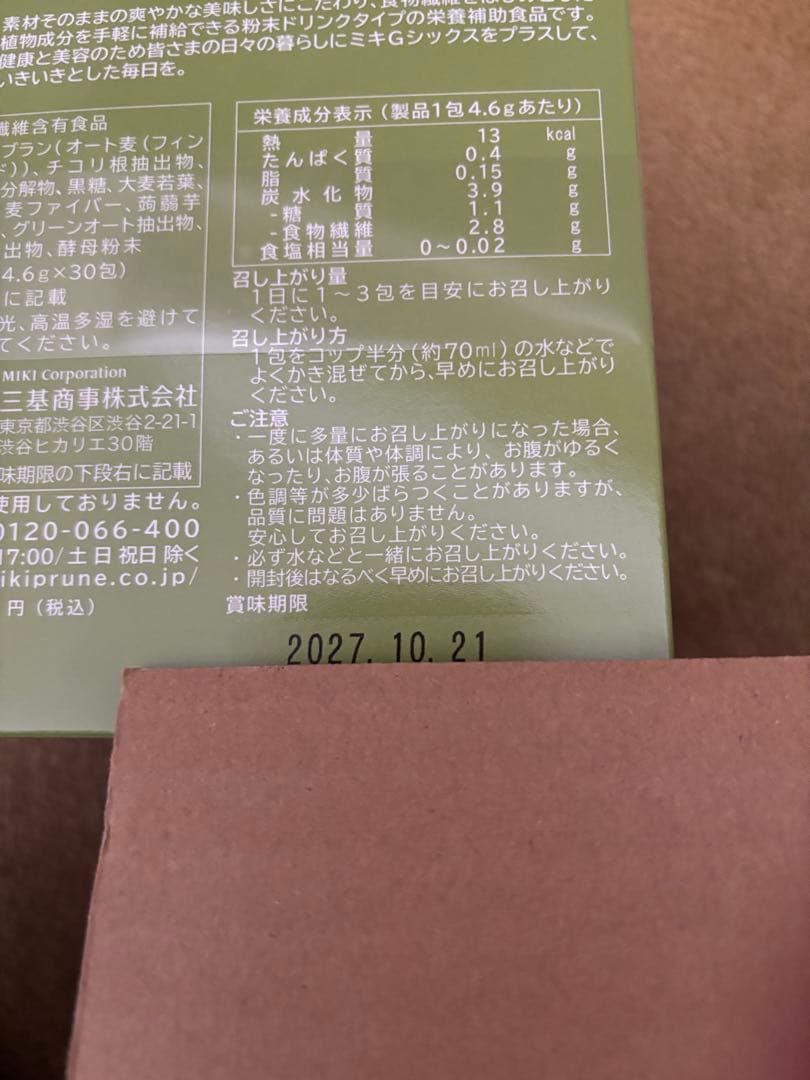 素材そのままの爽やかな美味しさにこだわり、食物繊維をはじめとした
植物成分を手軽に補給できる粉末ドリンクタイプの栄養補助食品です。
健康と美容のため皆さまの日々の暮らしにミキGシックスをプラスして、
いきいきとした毎日を。
繊維含有食品
ブラン(オート麦(フィン
ド))、チコリ根抽出物、
分解物、黒糖、大麦若葉、
麦ファイバー、蒟蒻芋
、グリーンオート抽出物、
出物、酵母粉末
4.6g×30包)
に記載
光、高温多湿を避けて
てください。
MIKI Corporation
三基商事株式会社
東京都渋谷区渋谷2-21-1
渋谷ヒカリエ30階
味期限の下段右に記載
使用しておりません。
0120-066-400
17:00/土日祝日除く
ikiprune.co.jp/
円(税込)
栄養成分表示(製品1包4.6gあたり)
熱量 13 kcal
たんぱく質 0.4 g
脂質 0.15 g
炭水化物 3.9 g
-糖質 1.1 g
-食物繊維 2.8 g
食塩相当量 0~0.02 g
召し上がり量
1日に1~3包を目安にお召し上がり
ください。
召し上がり方
1包をコップ半分(約70ml)の水などで
よくかき混ぜてから、早めにお召し上がり
ください。
ご注意
・一度に多量にお召し上がりになった場合、
あるいは体質や体調により、お腹がゆるく
なったり、お腹が張ることがあります。
・色調等が多少ばらつくことがありますが、
品質に問題はありません。
安心してお召し上がりください。
・必ず水などと一緒にお召し上がりください。
・開封後はなるべく早めにお召し上がりください。
賞味期限
2027.10.21